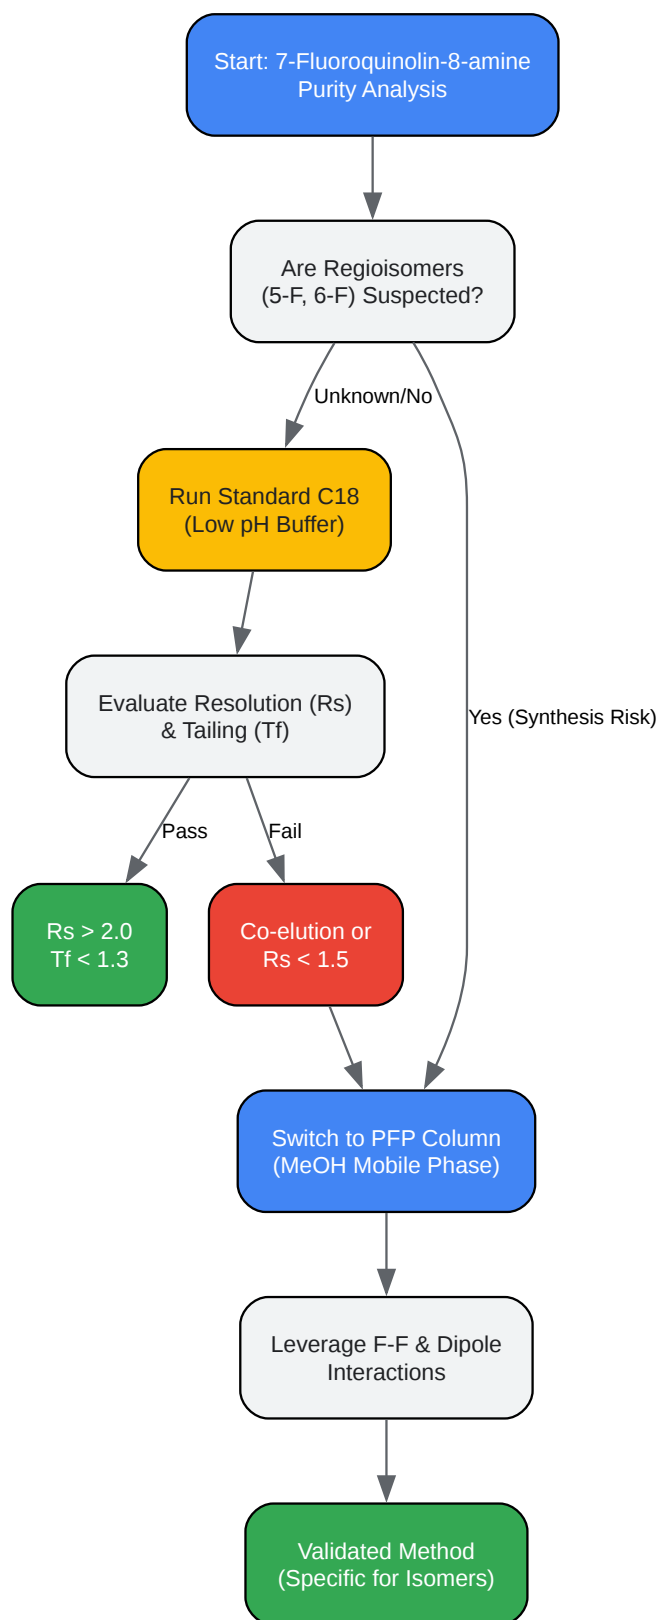 Start: 7-Fluoroquinolin-8-amine
Purity Analysis
Are Regioisomers
(5-F, 6-F) Suspected?
Unknown/No
Run Standard C18
(Low pH Buffer)
Evaluate Resolution (Rs)
& Tailing (Tf)
Yes (Synthesis Risk)
Pass
Fail
Rs > 2.0
Tf < 1.3
Co-elution or
Rs < 1.5
Switch to PFP Column
(MeOH Mobile Phase)
Leverage F-F & Dipole
Interactions
Validated Method
(Specific for Isomers)